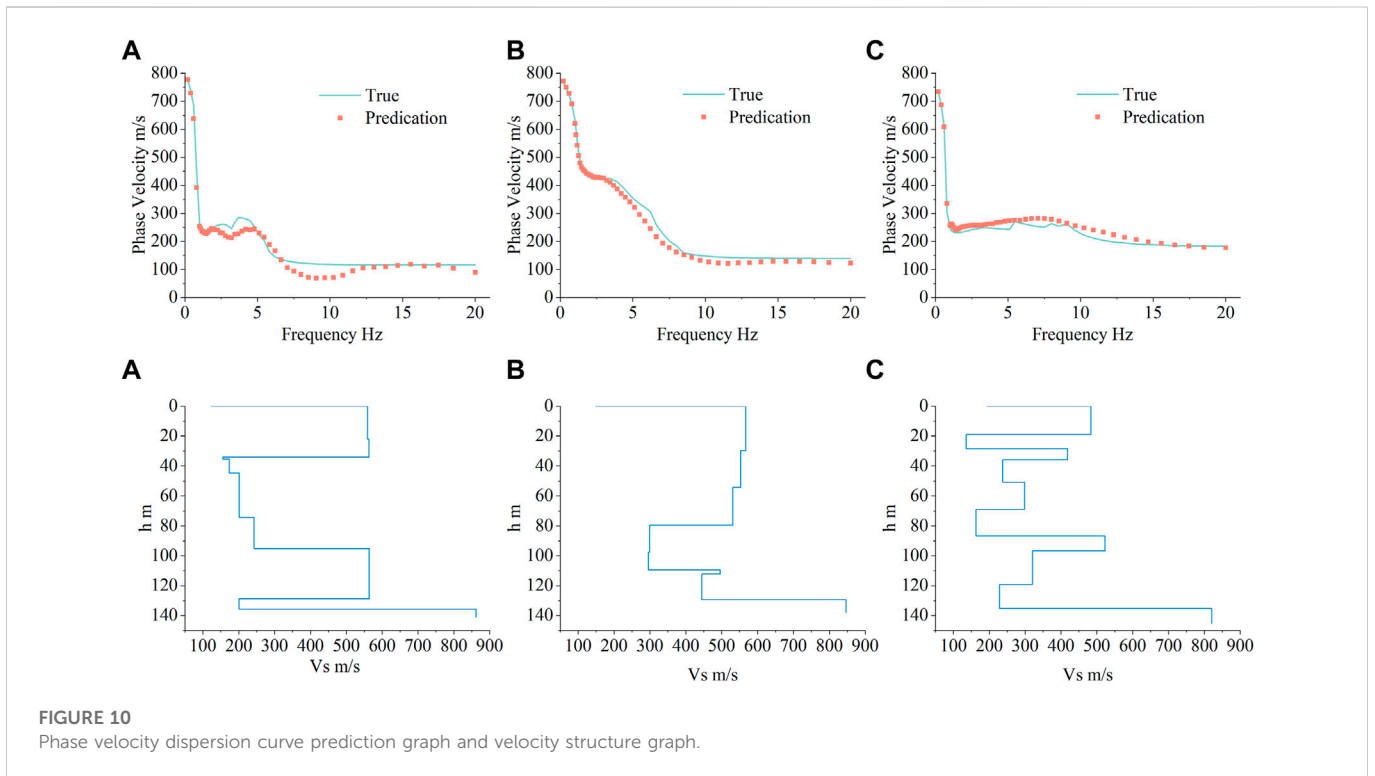 A
B
C
800
700
600
500
400
300
200
100
0
Phase Velocity m/s
True
Predication
0 5 10 15 20
Frequency Hz
800
700
600
500
400
300
200
100
0
Phase Velocity m/s
True
Predication
0 5 10 15 20
Frequency Hz
800
700
600
500
400
300
200
100
0
Phase Velocity m/s
True
Predication
0 5 10 15 20
Frequency Hz
A
B
C
0
20
40
60
80
100
120
140
h m
100 200 300 400 500 600 700 800 900
Vs m/s
0
20
40
60
80
100
120
140
h m
100 200 300 400 500 600 700 800 900
Vs m/s
0
20
40
60
80
100
120
140
h m
100 200 300 400 500 600 700 800 900
Vs m/s
FIGURE 10
Phase velocity dispersion curve prediction graph and velocity structure graph.